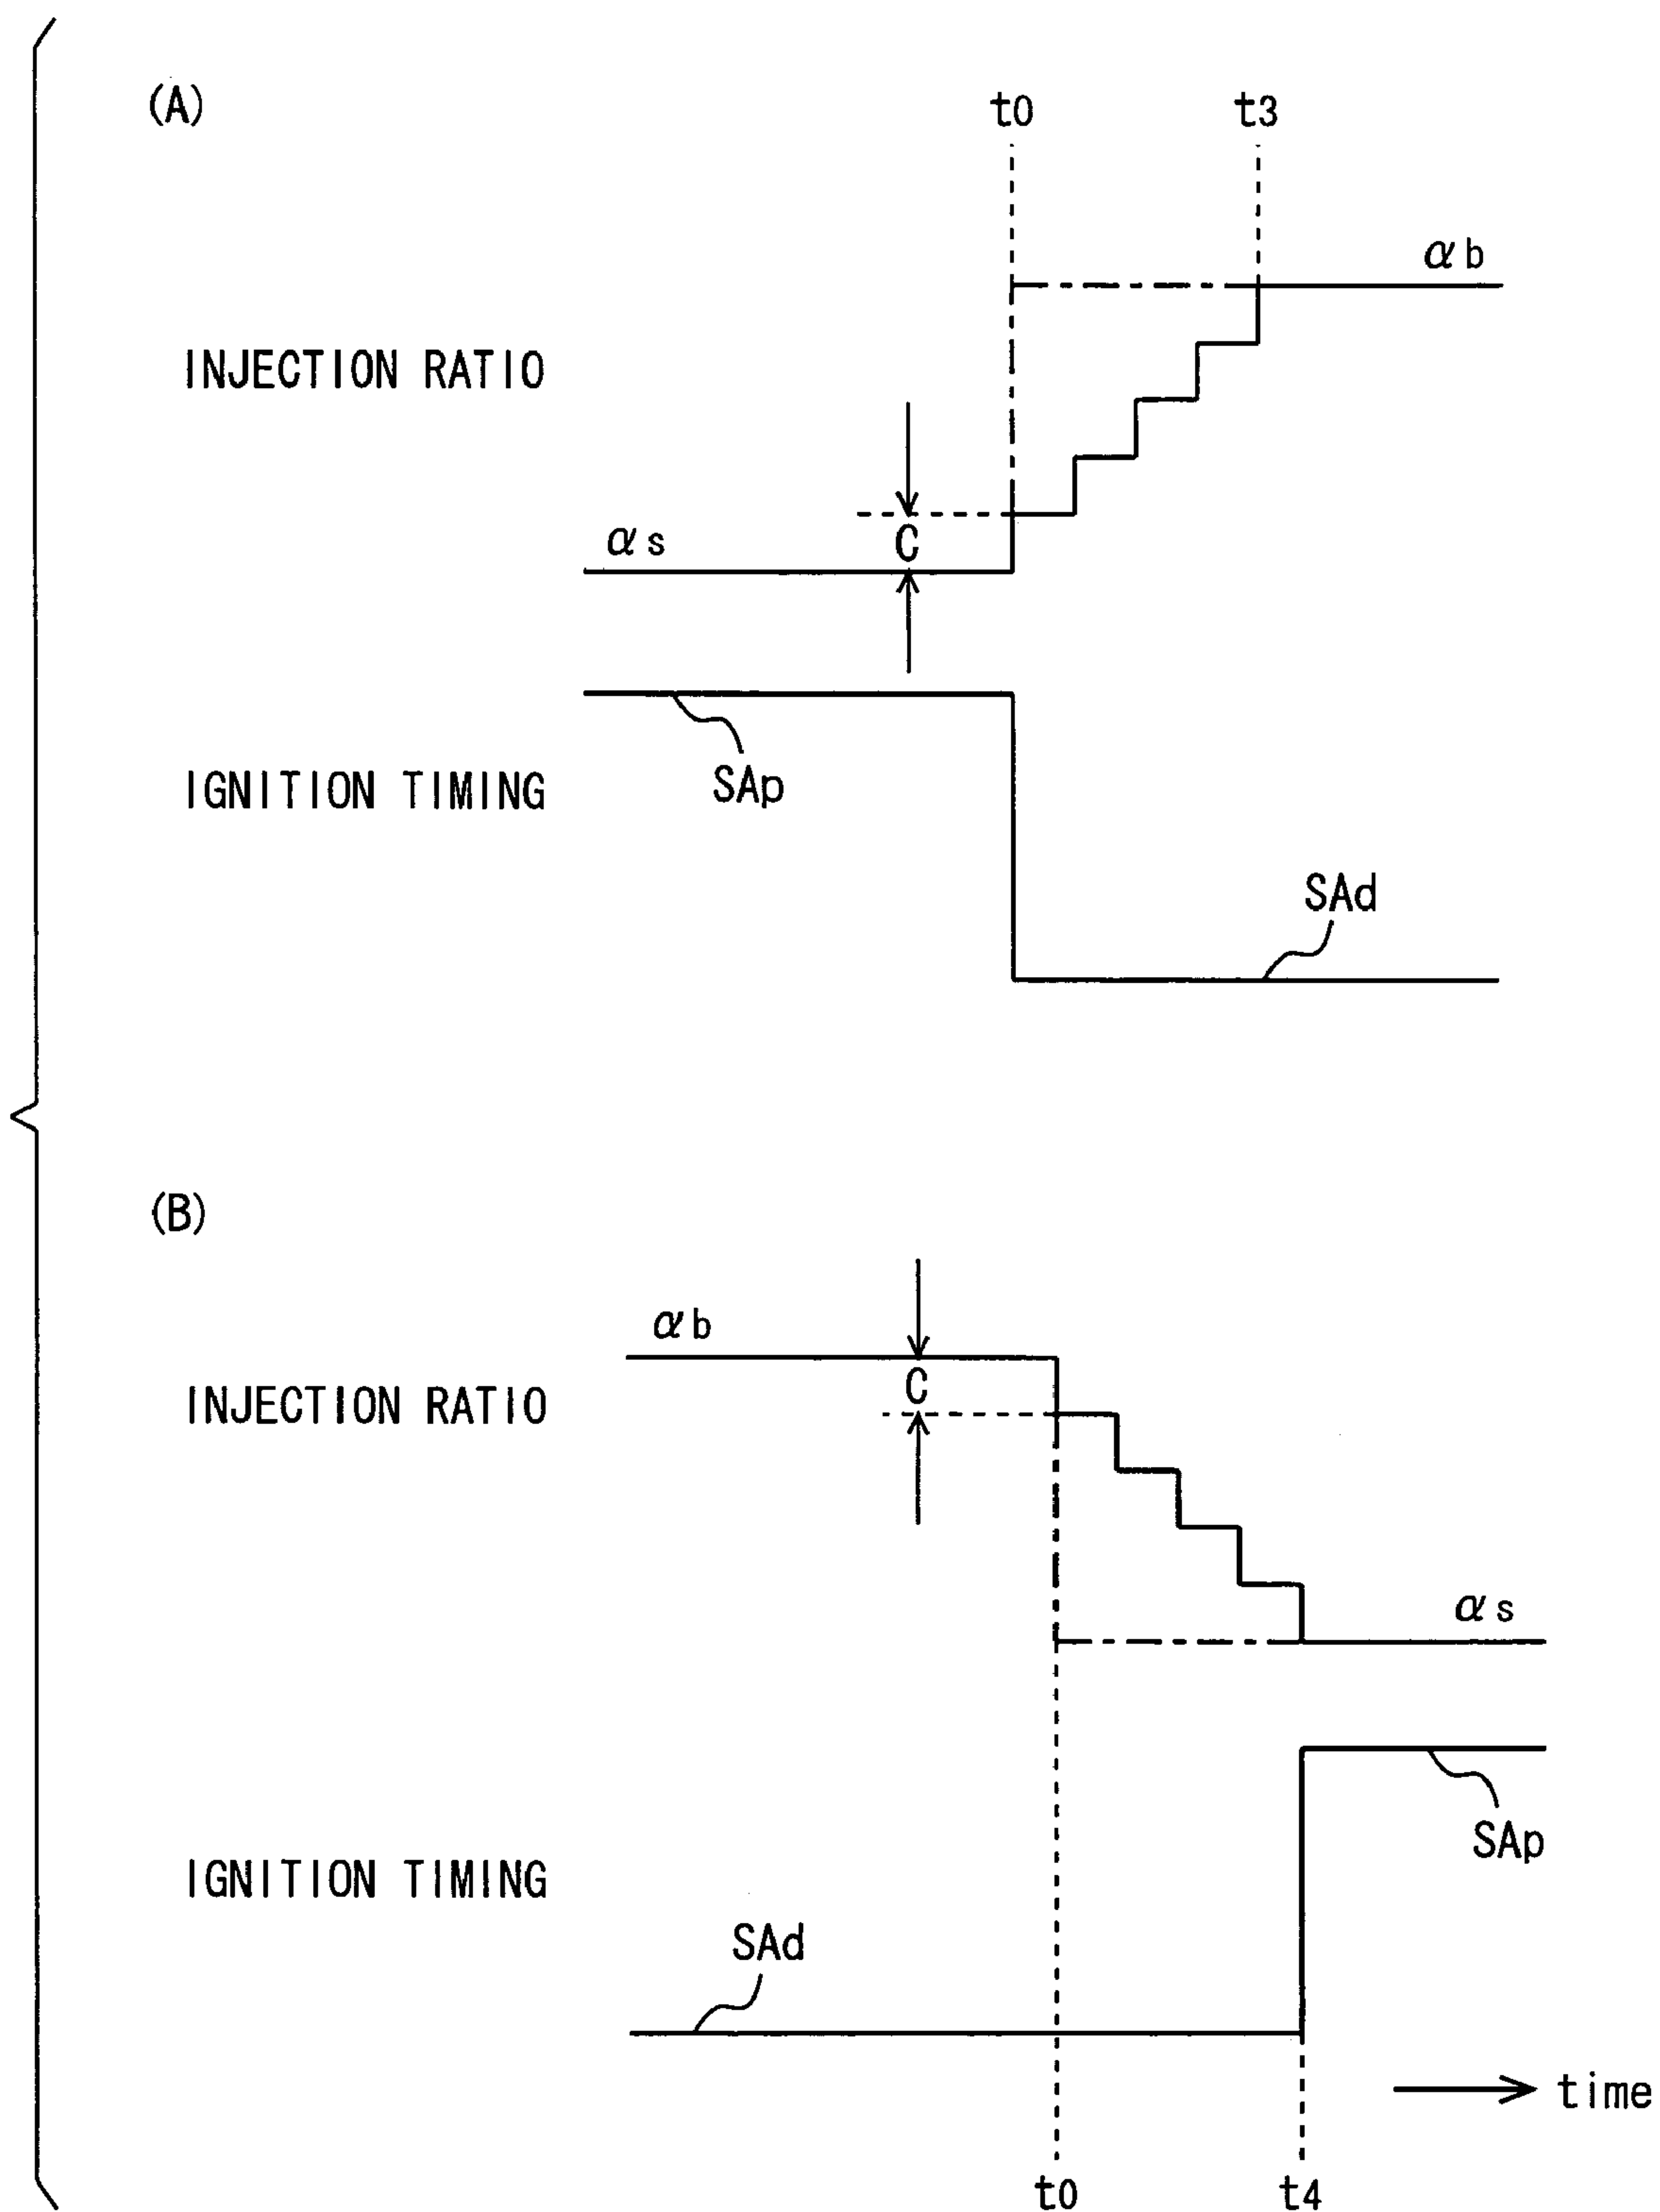 (A)
t0 t3
αb
INJECTION RATIO
αs
C
IGNITION TIMING
SAp
SAd
(B)
αb
INJECTION RATIO
C
αs
SAp
IGNITION TIMING
SAd
time
t0 t4